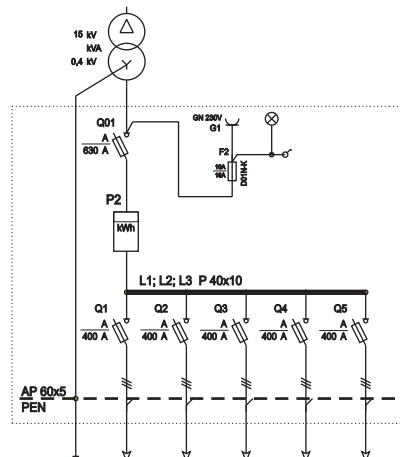 15 kV
kVA
0,4 kV
Q01
A
630 A
GN 230V
G1
F2
16A
16A
D01N-K
P2
kWh
L1; L2; L3 P 40x10
Q1
A
400 A
Q2
A
400 A
Q3
A
400 A
Q4
A
400 A
Q5
A
400 A
AP 60x5
PEN